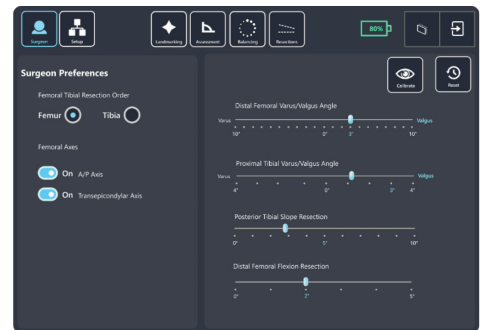 Surgeon
Setup
Landmarking
Assessment
Balancing
Resections
80%
Surgeon Preferences
Femoral Tibial Resection Order
Femur
Tibia
Femoral Axes
On A/P Axis
On Transepicondylar Axis
Calibrate
Reset
Distal Femoral Varus/Valgus Angle
Varus
Valgus
10° 0° 3° 10°
Proximal Tibial Varus/Valgus Angle
Varus
Valgus
4° 0° 3° 4°
Posterior Tibial Slope Resection
0° 5° 10°
Distal Femoral Flexion Resection
0° 2° 5°